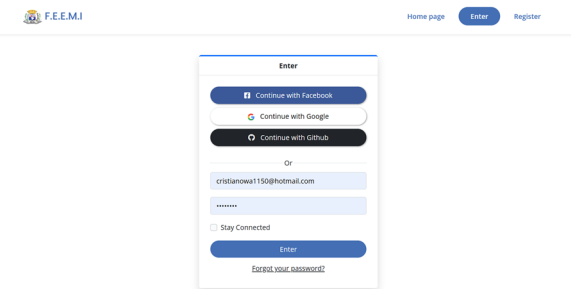 F.E.E.M.I
Home page
Enter
Register
Enter
Continue with Facebook
Continue with Google
Continue with Github
Or
cristianowa1150@hotmail.com
••••••••
Stay Connected
Enter
Forgot your password?